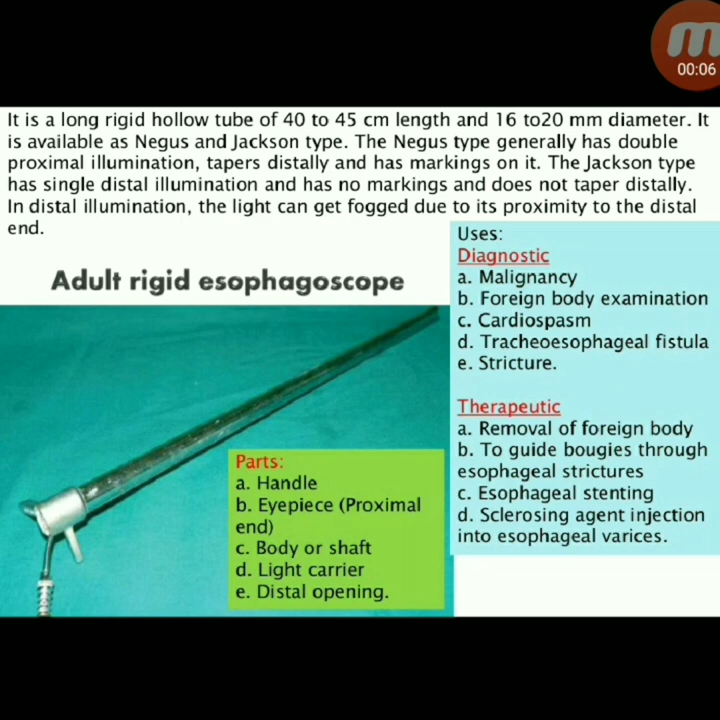 00:06
It is a long rigid hollow tube of 40 to 45 cm length and 16 to20 mm diameter. It
is available as Negus and Jackson type. The Negus type generally has double
proximal illumination, tapers distally and has markings on it. The Jackson type
has single distal illumination and has no markings and does not taper distally.
In distal illumination, the light can get fogged due to its proximity to the distal
end.
Adult rigid esophagoscope
Uses:
Diagnostic
a. Malignancy
b. Foreign body examination
c. Cardiospasm
d. Tracheoesophageal fistula
e. Stricture.
Therapeutic
a. Removal of foreign body
b. To guide bougies through
esophageal strictures
c. Esophageal stenting
d. Sclerosing agent injection
into esophageal varices.
Parts:
a. Handle
b. Eyepiece (Proximal
end)
c. Body or shaft
d. Light carrier
e. Distal opening.